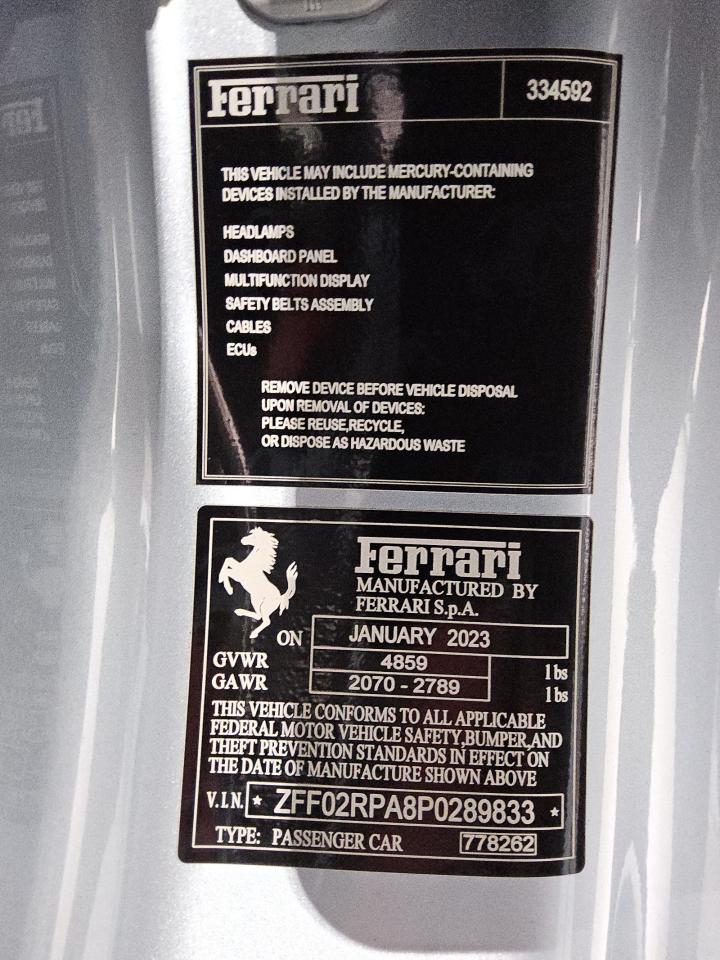 Ferrari 334592
THIS VEHICLE MAY INCLUDE MERCURY-CONTAINING
DEVICES INSTALLED BY THE MANUFACTURER:
HEADLAMPS
DASHBOARD PANEL
MULTIFUNCTION DISPLAY
SAFETY BELTS ASSEMBLY
CABLES
ECUs
REMOVE DEVICE BEFORE VEHICLE DISPOSAL
UPON REMOVAL OF DEVICES:
PLEASE REUSE,RECYCLE,
OR DISPOSE AS HAZARDOUS WASTE
Ferrari
MANUFACTURED BY
FERRARI S.p.A.
ON JANUARY 2023
GVWR 4859 lbs
GAWR 2070 - 2789 lbs
THIS VEHICLE CONFORMS TO ALL APPLICABLE
FEDERAL MOTOR VEHICLE SAFETY,BUMPER,AND
THEFT PREVENTION STANDARDS IN EFFECT ON
THE DATE OF MANUFACTURE SHOWN ABOVE
V.I.N. * ZFF02RPA8P0289833 *
TYPE: PASSENGER CAR 778262